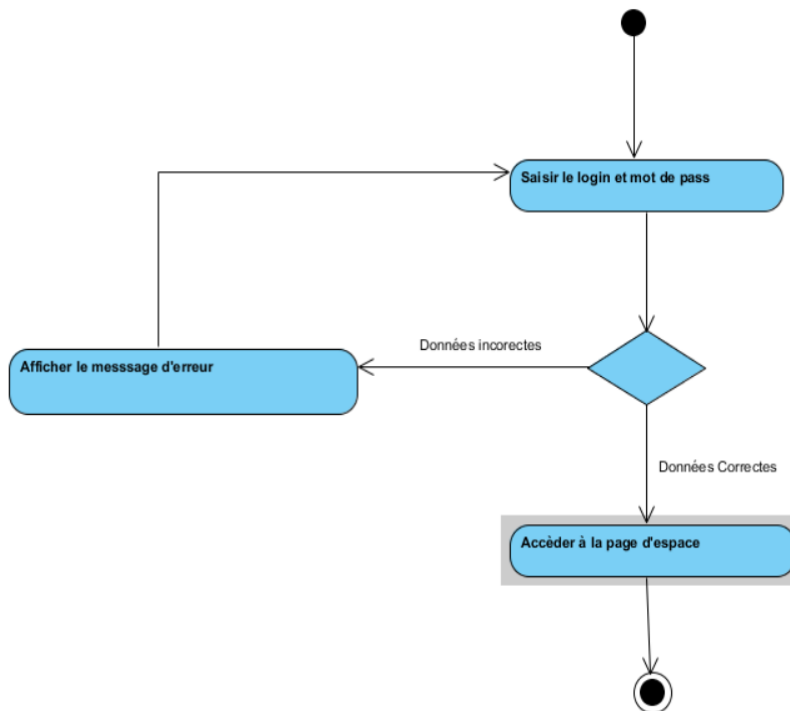 Saisir le login et mot de pass
Données incorectes
Afficher le messsage d'erreur
Données Correctes
Accèder à la page d'espace